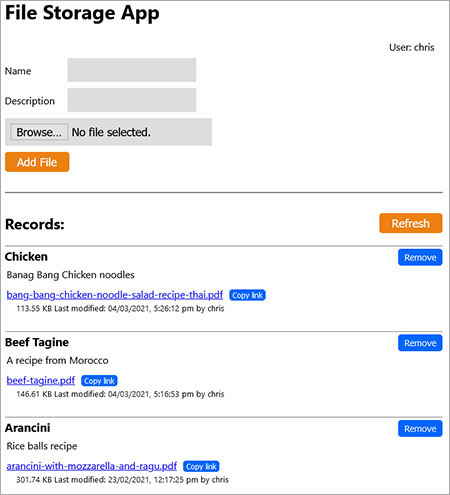 File Storage App
User: chris
Name
Description
Browse... No file selected.
Add File
Records:
Refresh
Chicken
Remove
Banag Bang Chicken noodles
bang-bang-chicken-noodle-salad-recipe-thai.pdf Copy link
113.55 KB Last modified: 04/03/2021, 5:26:12 pm by chris
Beef Tagine
Remove
A recipe from Morocco
beef-tagine.pdf Copy link
146.61 KB Last modified: 04/03/2021, 5:16:53 pm by chris
Arancini
Remove
Rice balls recipe
arancini-with-mozzarella-and-ragu.pdf Copy link
301.74 KB Last modified: 23/02/2021, 12:17:25 pm by chris